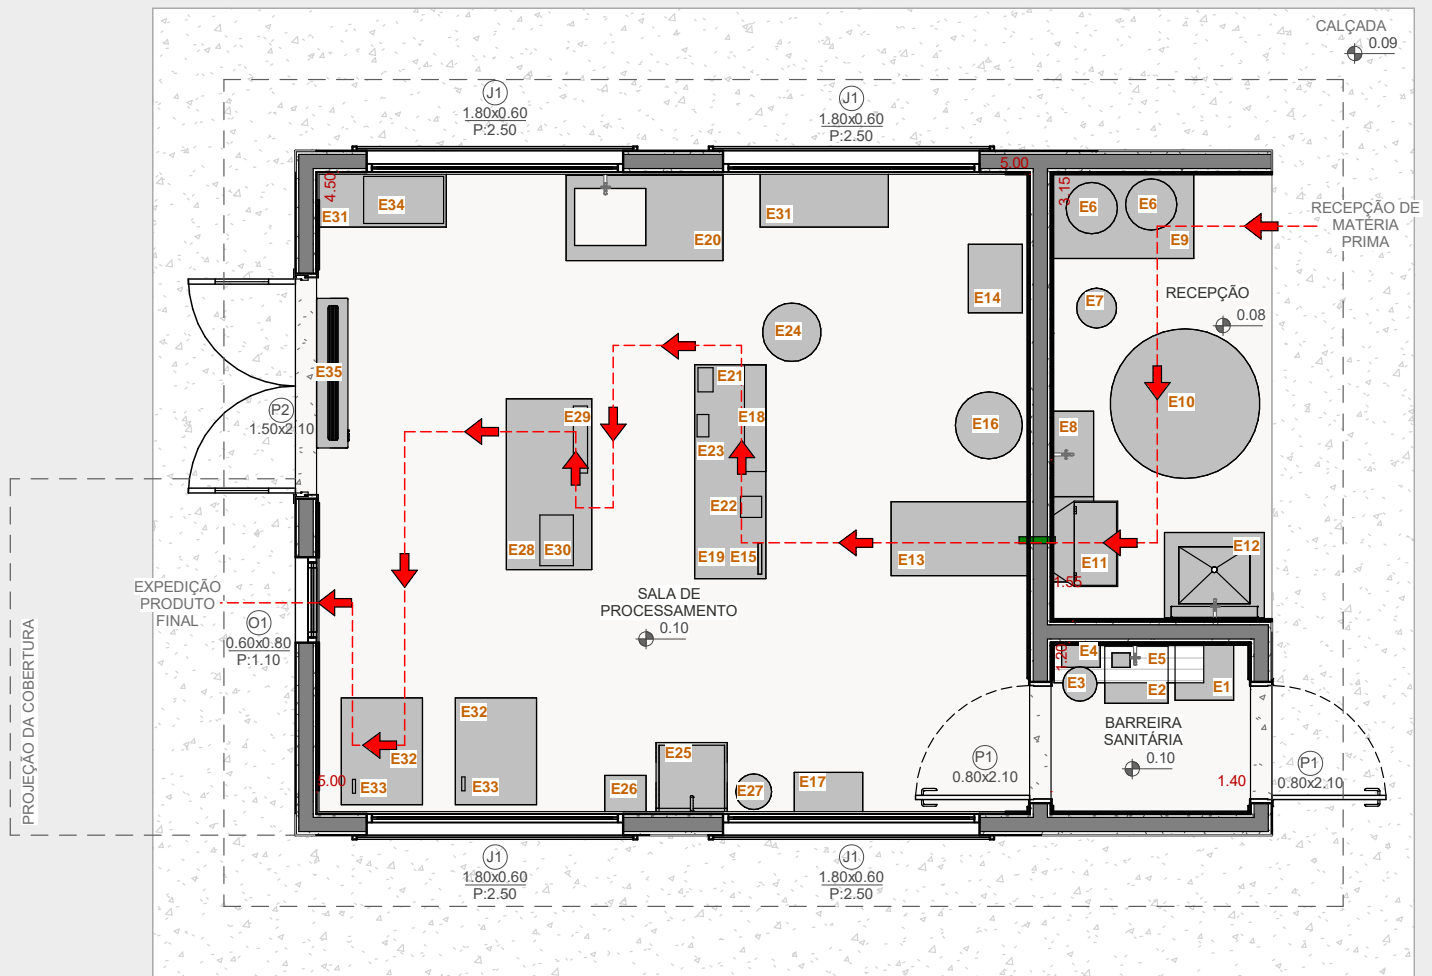 CALÇADA
0.09
J1
1.80x0.60
P:2.50
J1
1.80x0.60
P:2.50
5.00
4.50
E31
E34
E20
E31
E14
3.15
E6
E6
E9
RECEPÇÃO DE
MATÉRIA
PRIMA
E7
RECEPÇÃO
0.08
E24
E35
E21
E18
E10
P2
1.50x2.10
E29
E23
E16
E8
E22
E28
E30
E19
E15
E13
E11
E12
1.55
EXPEDIÇÃO
PRODUTO
FINAL
O1
0.60x0.80
P:1.10
SALA DE
PROCESSAMENTO
0.10
PROJEÇÃO DA COBERTURA
1.20
E4
E5
E3
E2
E1
BARREIRA
SANITÁRIA
0.10
E32
E32
E33
E33
5.00
E25
E26
E27
E17
P1
0.80x2.10
1.40
P1
0.80x2.10
J1
1.80x0.60
P:2.50
J1
1.80x0.60
P:2.50